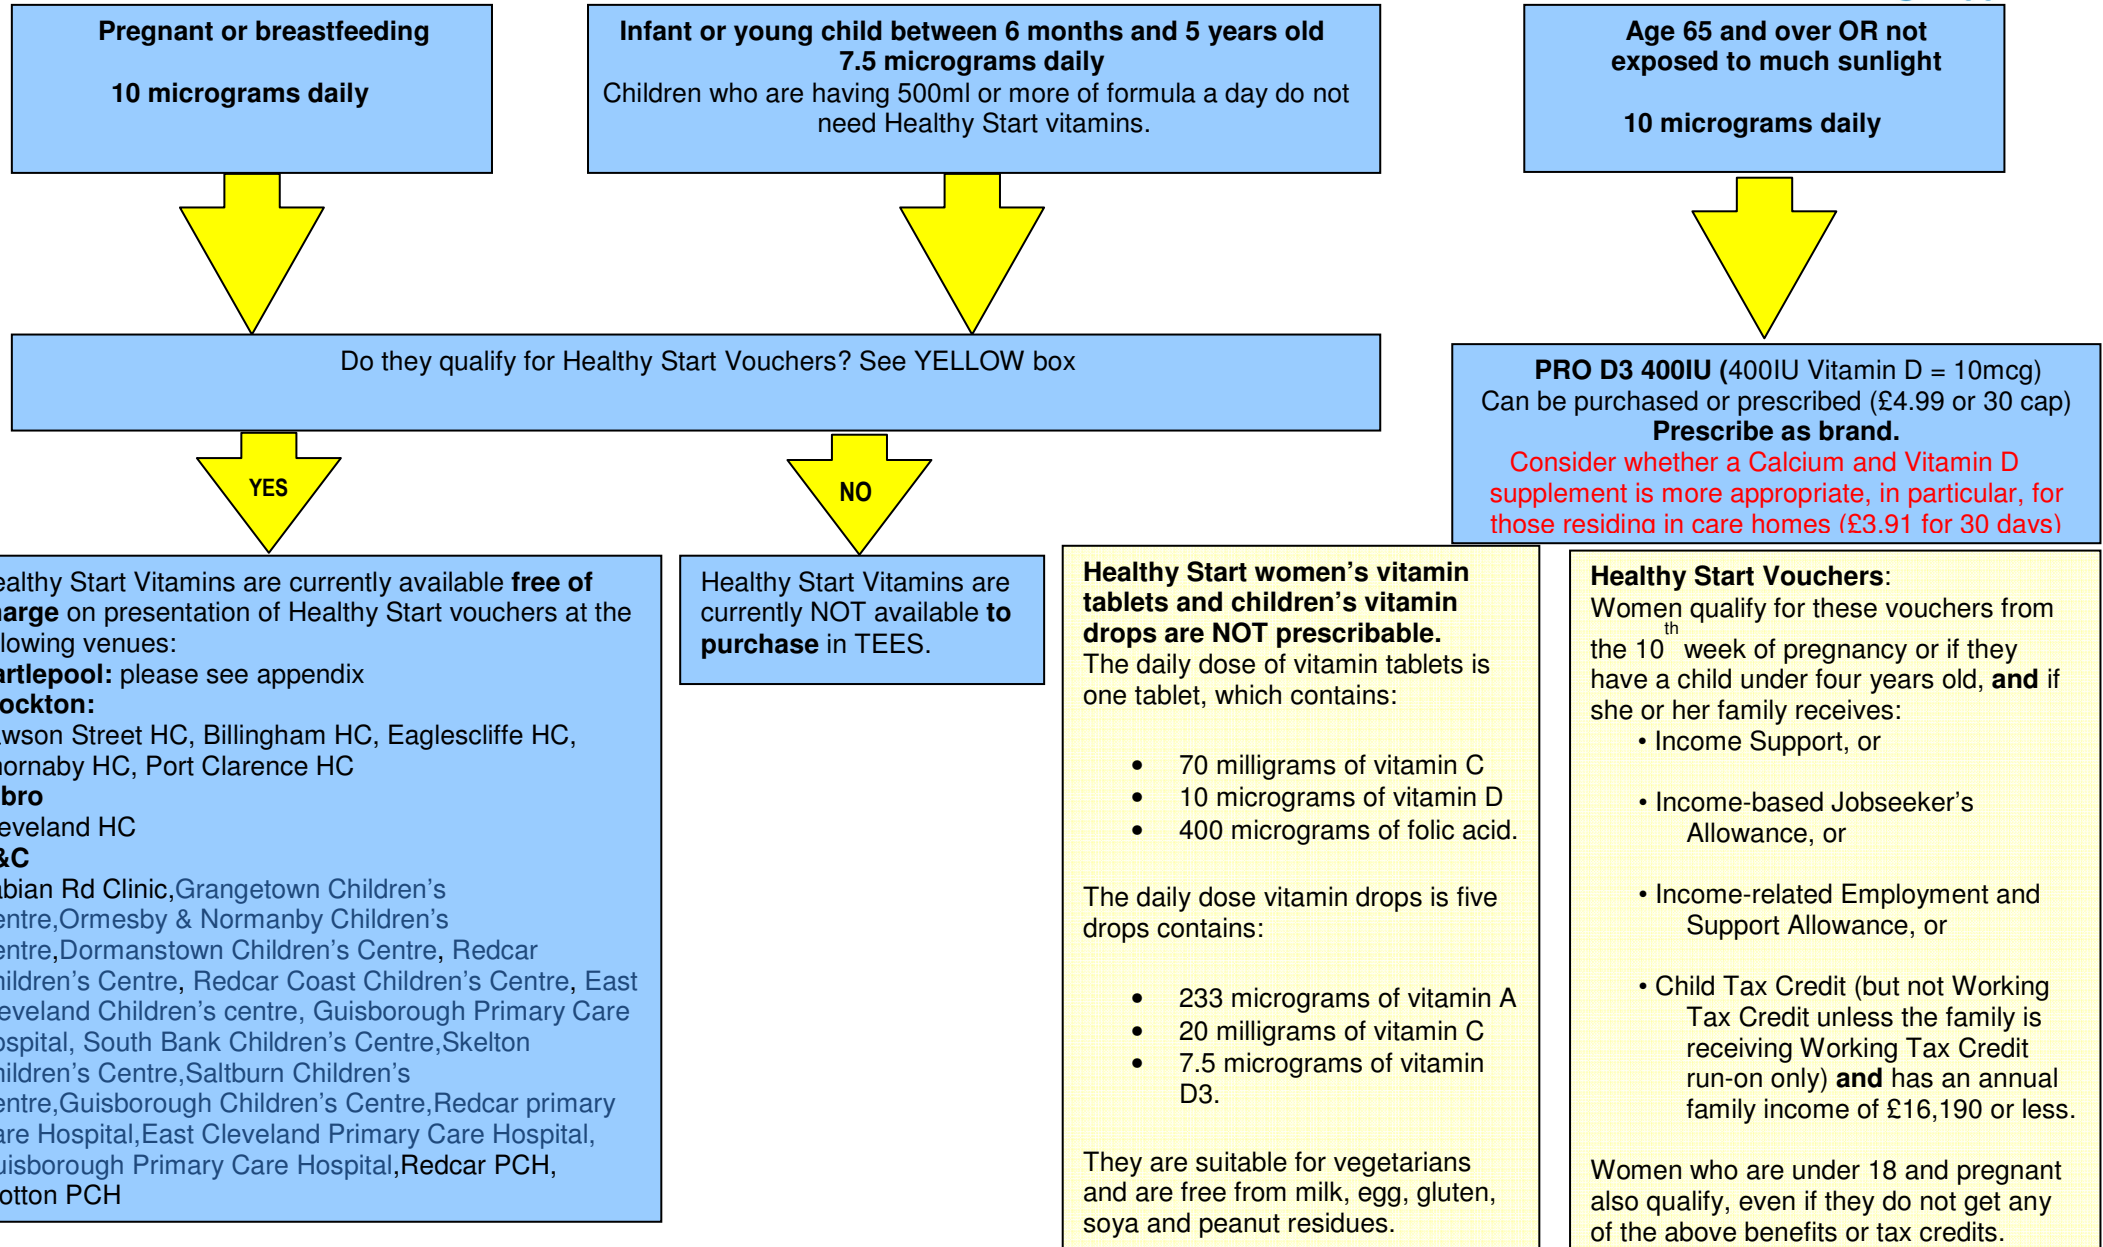 Pregnant or breastfeeding
10 micrograms daily
Infant or young child between 6 months and 5 years old
7.5 micrograms daily
Children who are having 500ml or more of formula a day do not
need Healthy Start vitamins.
Age 65 and over OR not
exposed to much sunlight
10 micrograms daily
Do they qualify for Healthy Start Vouchers? See YELLOW box
PRO D3 400IU (400IU Vitamin D = 10mcg)
Can be purchased or prescribed (£4.99 or 30 cap)
Prescribe as brand.
Consider whether a Calcium and Vitamin D
supplement is more appropriate, in particular, for
those residing in care homes (£3.91 for 30 days)
YES
NO
ealthy Start Vitamins are currently available free of
harge on presentation of Healthy Start vouchers at the
llowing venues:
artlepool: please see appendix
ockton:
awson Street HC, Billingham HC, Eaglescliffe HC,
hornaby HC, Port Clarence HC
bro
eveland HC
&C
abian Rd Clinic,Grangetown Children's
entre,Ormesby & Normanby Children's
entre,Dormanstown Children's Centre, Redcar
hildren's Centre, Redcar Coast Children's Centre, East
eveland Children's centre, Guisborough Primary Care
ospital, South Bank Children's Centre,Skelton
hildren's Centre,Saltburn Children's
entre,Guisborough Children's Centre,Redcar primary
are Hospital,East Cleveland Primary Care Hospital,
uisborough Primary Care Hospital,Redcar PCH,
otton PCH
Healthy Start Vitamins are
currently NOT available to
purchase in TEES.
Healthy Start women's vitamin
tablets and children's vitamin
drops are NOT prescribable.
The daily dose of vitamin tablets is
one tablet, which contains:
• 70 milligrams of vitamin C
• 10 micrograms of vitamin D
• 400 micrograms of folic acid.
The daily dose vitamin drops is five
drops contains:
• 233 micrograms of vitamin A
• 20 milligrams of vitamin C
• 7.5 micrograms of vitamin
D3.
They are suitable for vegetarians
and are free from milk, egg, gluten,
soya and peanut residues.
Healthy Start Vouchers:
Women qualify for these vouchers from
the 10th week of pregnancy or if they
have a child under four years old, and if
she or her family receives:
• Income Support, or
• Income-based Jobseeker's
Allowance, or
• Income-related Employment and
Support Allowance, or
• Child Tax Credit (but not Working
Tax Credit unless the family is
receiving Working Tax Credit
run-on only) and has an annual
family income of £16,190 or less.
Women who are under 18 and pregnant
also qualify, even if they do not get any
of the above benefits or tax credits.